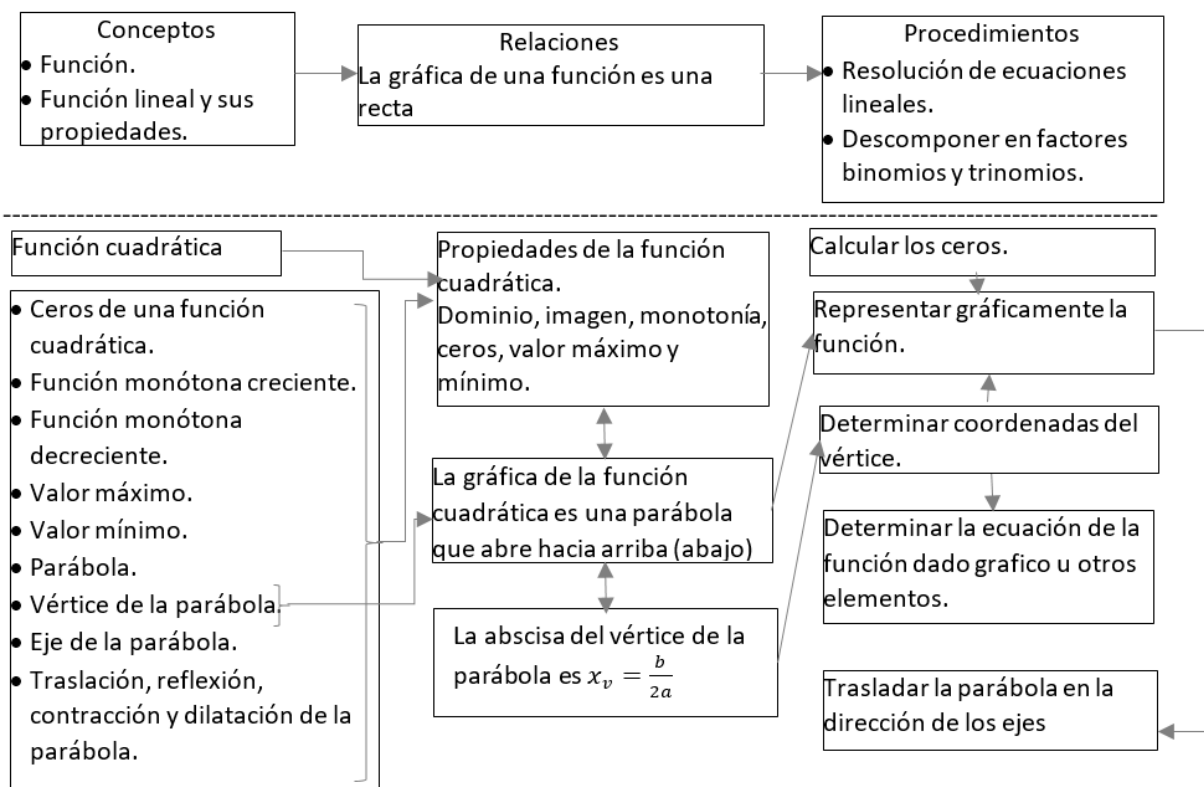 Conceptos
• Función.
• Función lineal y sus
propiedades.
Relaciones
La gráfica de una función es una
recta
Procedimientos
• Resolución de ecuaciones
lineales.
• Descomponer en factores
binomios y trinomios.
Función cuadrática
• Ceros de una función
cuadrática.
• Función monótona creciente.
• Función monótona
decreciente.
• Valor máximo.
• Valor mínimo.
• Parábola.
• Vértice de la parábola.
• Eje de la parábola.
• Traslación, reflexión,
contracción y dilatación de la
parábola.
Propiedades de la función
cuadrática.
Dominio, imagen, monotonía,
ceros, valor máximo y
mínimo.
La gráfica de la función
cuadrática es una parábola
que abre hacia arriba (abajo)
La abscisa del vértice de la
parábola es x_v = b/2a
Calcular los ceros.
Representar gráficamente la
función.
Determinar coordenadas del
vértice.
Determinar la ecuación de la
función dado grafico u otros
elementos.
Trasladar la parábola en la
dirección de los ejes